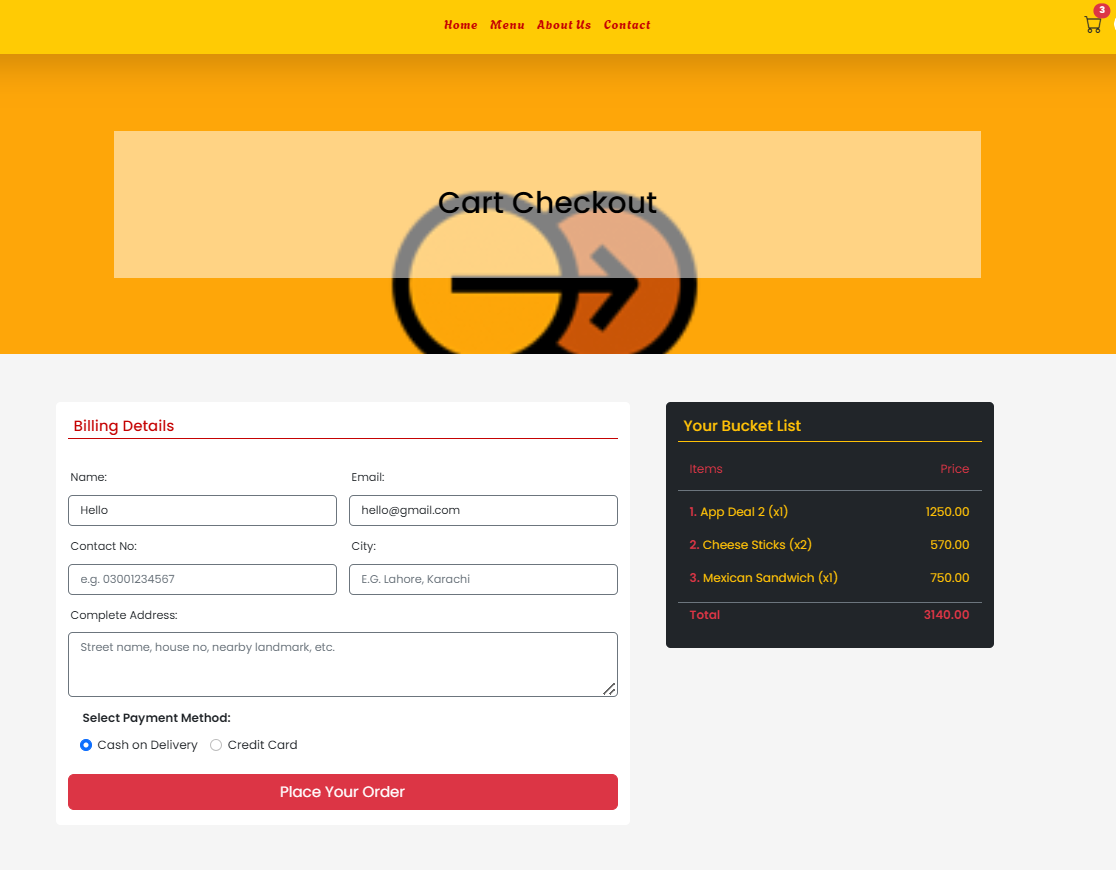 Home Menu About Us Contact
3
Cart Checkout
Billing Details
Name: Email:
Hello hello@gmail.com
Contact No: City:
e.g. 03001234567 E.G. Lahore, Karachi
Complete Address:
Street name, house no, nearby landmark, etc.
Select Payment Method:
Cash on Delivery Credit Card
Place Your Order
Your Bucket List
Items Price
1. App Deal 2 (x1) 1250.00
2. Cheese Sticks (x2) 570.00
3. Mexican Sandwich (x1) 750.00
Total 3140.00